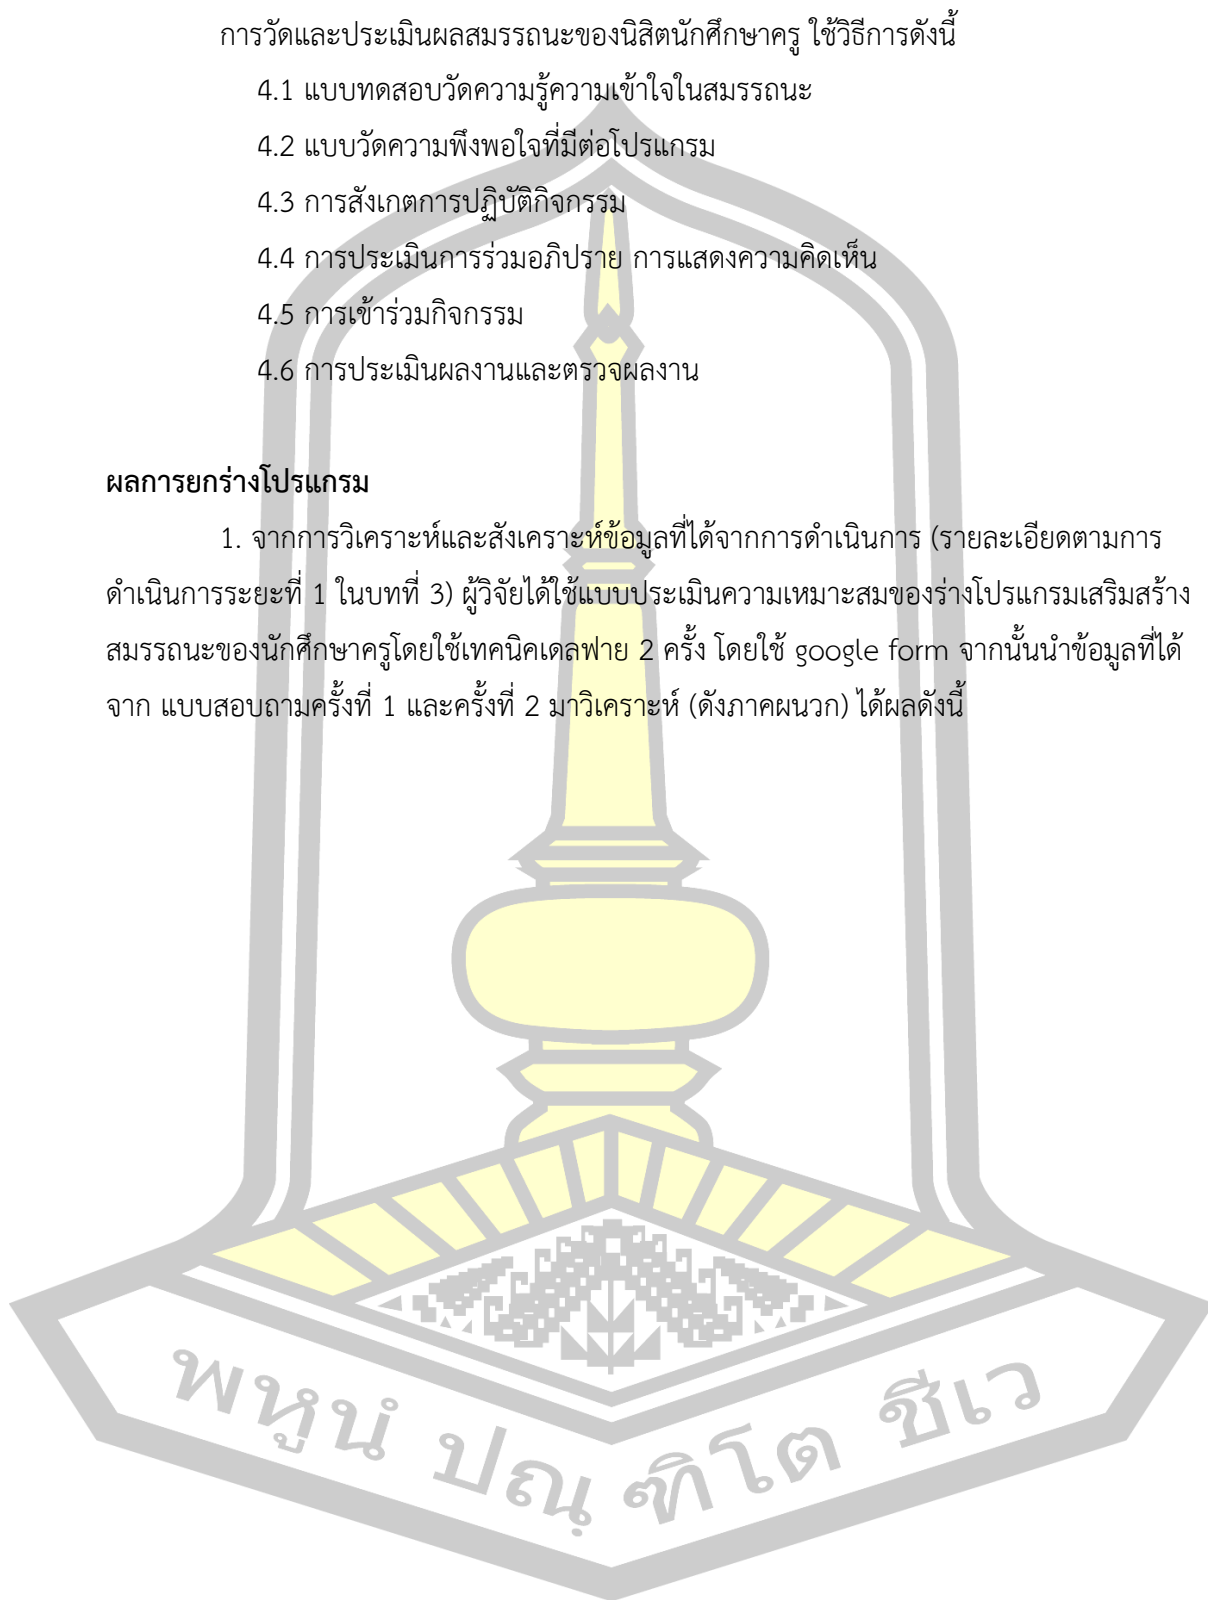 การวัดและประเมินผลสมรรถนะของนิสิตนักศึกษาครู ใช้วิธีการดังนี้
4.1 แบบทดสอบวัดความรู้ความเข้าใจในสมรรถนะ
4.2 แบบวัดความพึงพอใจที่มีต่อโปรแกรม
4.3 การสังเกตการปฏิบัติกิจกรรม
4.4 การประเมินการร่วมอภิปราย การแสดงความคิดเห็น
4.5 การเข้าร่วมกิจกรรม
4.6 การประเมินผลงานและตรวจผลงาน
ผลการยกร่างโปรแกรม
1. จากการวิเคราะห์และสังเคราะห์ข้อมูลที่ได้จากการดำเนินการ (รายละเอียดตามการ
ดำเนินการระยะที่ 1 ในบทที่ 3) ผู้วิจัยได้ใช้แบบประเมินความเหมาะสมของร่างโปรแกรมเสริมสร้าง
สมรรถนะของนักศึกษาครูโดยใช้เทคนิคเดลฟาย 2 ครั้ง โดยใช้ google form จากนั้นนำข้อมูลที่ได้
จาก แบบสอบถามครั้งที่ 1 และครั้งที่ 2 มาวิเคราะห์ (ดังภาคผนวก) ได้ผลดังนี้
พหูนํ ปณฺฑิโต ชีเว